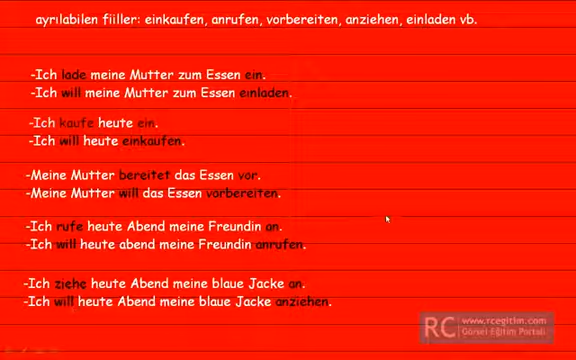 ayrılabilen fiiller: einkaufen, anrufen, vorbereiten, anziehen, einladen vb.
-Ich lade meine Mutter zum Essen ein.
-Ich will meine Mutter zum Essen einladen.
-Ich kaufe heute ein.
-Ich will heute einkaufen.
-Meine Mutter bereitet das Essen vor.
-Meine Mutter will das Essen vorbereiten.
-Ich rufe heute Abend meine Freundin an.
-Ich will heute abend meine Freundin anrufen.
-Ich ziehe heute Abend meine blaue Jacke an.
-Ich will heute Abend meine blaue Jacke anziehen.
RC www.rcegitim.com
Görsel Eğitim Portali